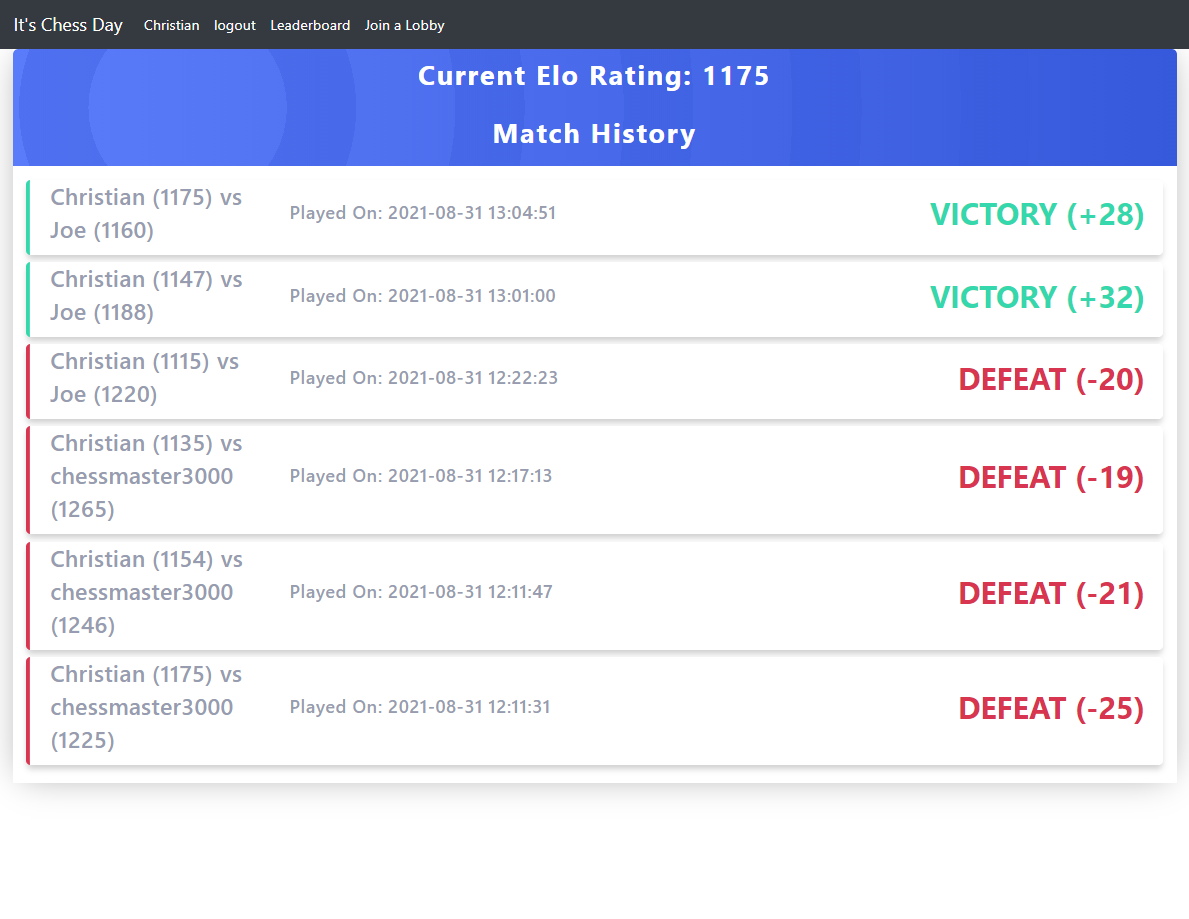 It's Chess Day Christian logout Leaderboard Join a Lobby
Current Elo Rating: 1175
Match History
Christian (1175) vs
Joe (1160)
Played On: 2021-08-31 13:04:51
VICTORY (+28)
Christian (1147) vs
Joe (1188)
Played On: 2021-08-31 13:01:00
VICTORY (+32)
Christian (1115) vs
Joe (1220)
Played On: 2021-08-31 12:22:23
DEFEAT (-20)
Christian (1135) vs
chessmaster3000
(1265)
Played On: 2021-08-31 12:17:13
DEFEAT (-19)
Christian (1154) vs
chessmaster3000
(1246)
Played On: 2021-08-31 12:11:47
DEFEAT (-21)
Christian (1175) vs
chessmaster3000
(1225)
Played On: 2021-08-31 12:11:31
DEFEAT (-25)